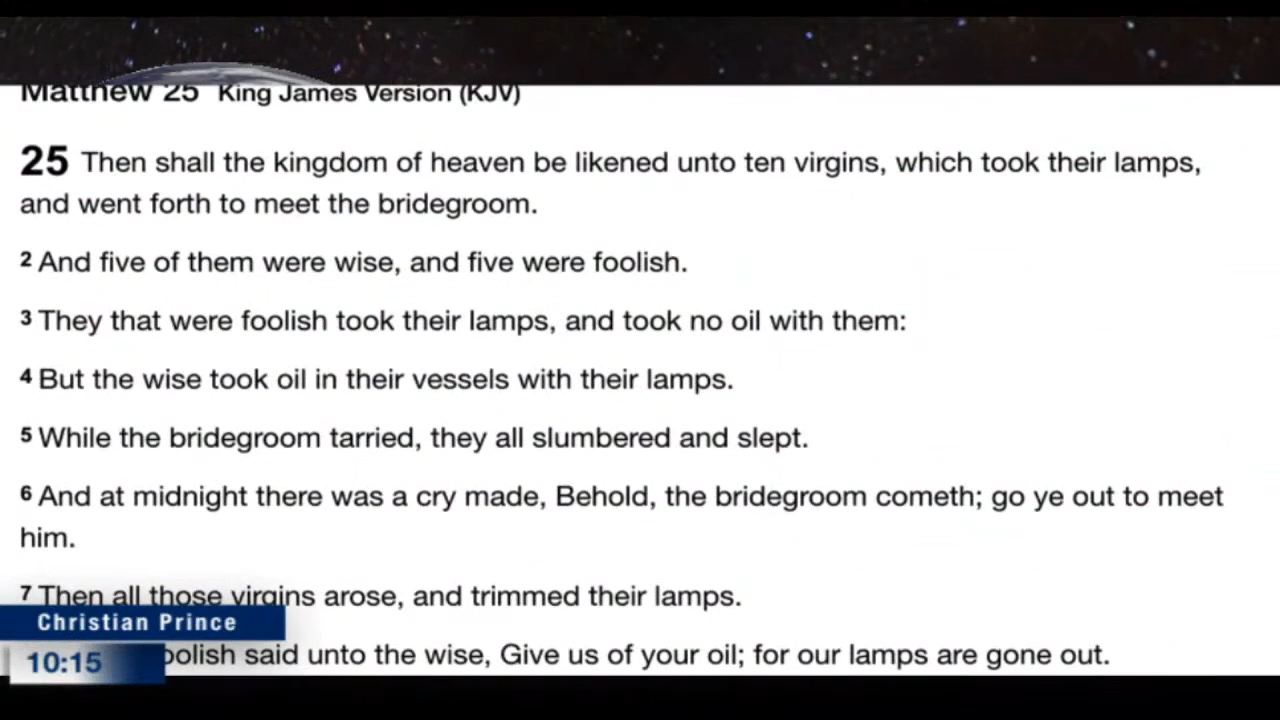 Matthew 25 King James Version (KJV)
25 Then shall the kingdom of heaven be likened unto ten virgins, which took their lamps,
and went forth to meet the bridegroom.
2 And five of them were wise, and five were foolish.
3 They that were foolish took their lamps, and took no oil with them:
4 But the wise took oil in their vessels with their lamps.
5 While the bridegroom tarried, they all slumbered and slept.
6 And at midnight there was a cry made, Behold, the bridegroom cometh; go ye out to meet
him.
7 Then all those virgins arose, and trimmed their lamps.
Christian Prince
oolish said unto the wise, Give us of your oil; for our lamps are gone out.
10:15